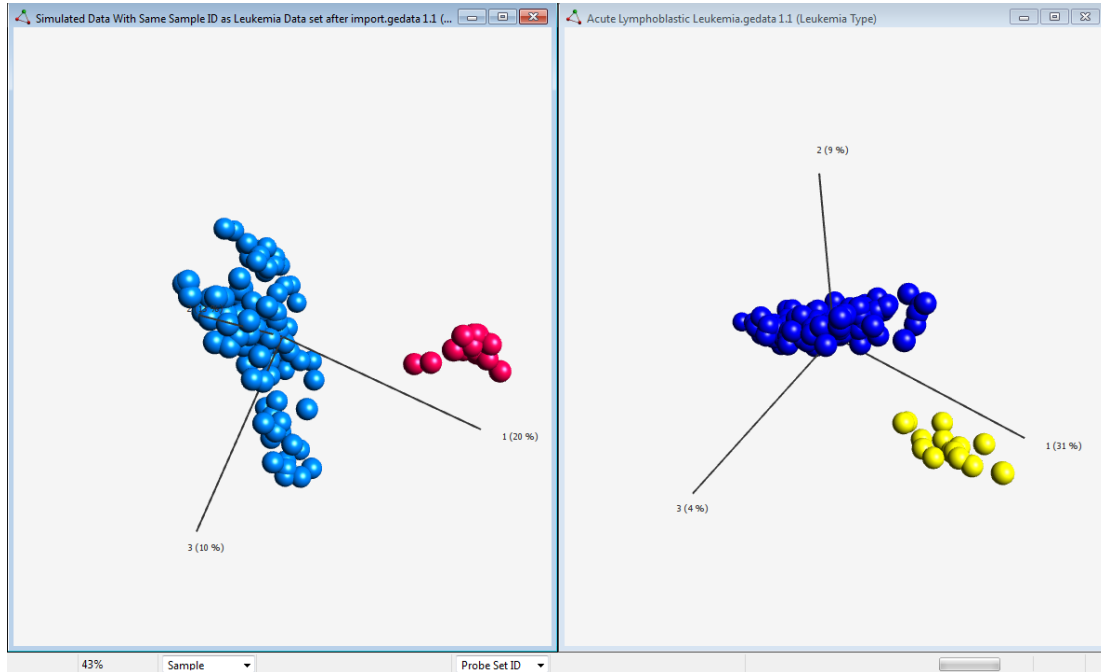 Simulated Data With Same Sample ID as Leukemia Data set after import.gedata 1.1 (...
Acute Lymphoblastic Leukemia.gedata 1.1 (Leukemia Type)
2 (9 %)
1 (20 %)
3 (10 %)
1 (31 %)
3 (4 %)
43%
Sample
Probe Set ID